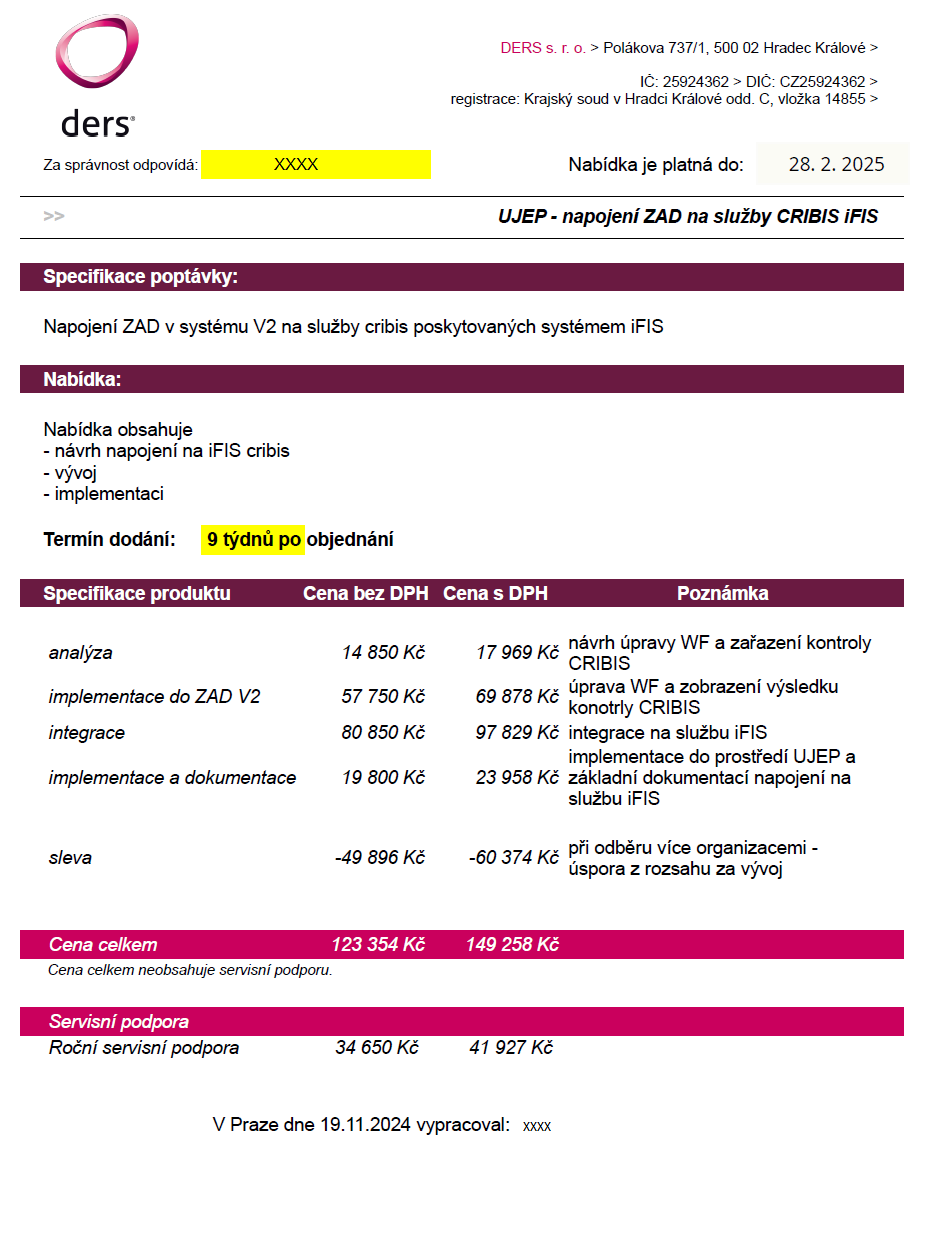 DERS s. r. o. > Polákova 737/1, 500 02 Hradec Králové >
IČ: 25924362 > DIČ: CZ25924362 >
registrace: Krajský soud v Hradci Králové odd. C, vložka 14855 >
ders®
Za správnost odpovídá: XXXX Nabídka je platná do: 28. 2. 2025
>> UJEP - napojení ZAD na služby CRIBIS iFIS
Specifikace poptávky:
Napojení ZAD v systému V2 na služby cribis poskytovaných systémem iFIS
Nabídka:
Nabídka obsahuje
- návrh napojení na iFIS cribis
- vývoj
- implementaci
Termín dodání: 9 týdnů po objednání
Specifikace produktu Cena bez DPH Cena s DPH Poznámka
analýza 14 850 Kč 17 969 Kč návrh úpravy WF a zařazení kontroly
CRIBIS
implementace do ZAD V2 57 750 Kč 69 878 Kč úprava WF a zobrazení výsledku
konotrly CRIBIS
integrace 80 850 Kč 97 829 Kč integrace na službu iFIS
implementace a dokumentace 19 800 Kč 23 958 Kč implementace do prostředí UJEP a
základní dokumentací napojení na
službu iFIS
sleva -49 896 Kč -60 374 Kč při odběru více organizacemi -
úspora z rozsahu za vývoj
Cena celkem 123 354 Kč 149 258 Kč
Cena celkem neobsahuje servisní podporu.
Servisní podpora
Roční servisní podpora 34 650 Kč 41 927 Kč
V Praze dne 19.11.2024 vypracoval: xxxx